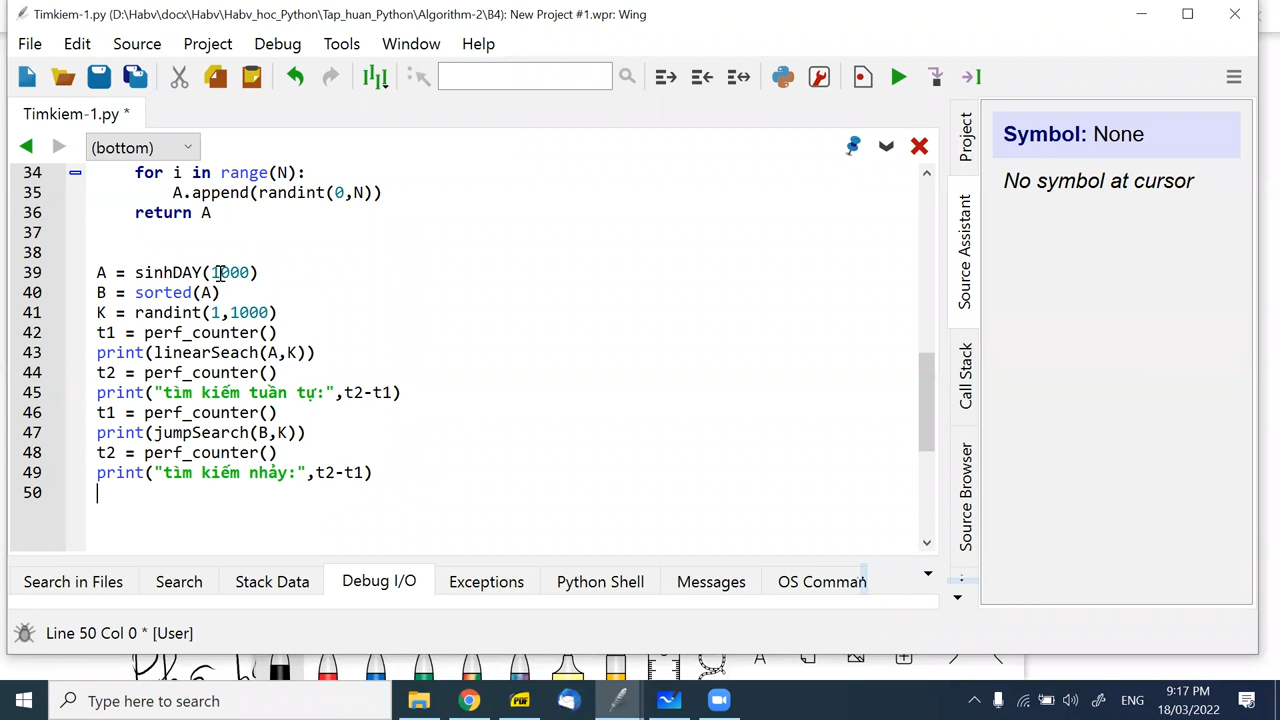 Timkiem-1.py (D:\Habv\docx\Habv\Habv_hoc_Python\Tap_huan_Python\Algorithm-2\B4): New Project #1.wpr: Wing
File Edit Source Project Debug Tools Window Help
Timkiem-1.py *
(bottom)
34 for i in range(N):
35 A.append(randint(0,N))
36 return A
37
38
39 A = sinhDAY(1000)
40 B = sorted(A)
41 K = randint(1,1000)
42 t1 = perf_counter()
43 print(linearSeach(A,K))
44 t2 = perf_counter()
45 print("tìm kiếm tuần tự:",t2-t1)
46 t1 = perf_counter()
47 print(jumpSearch(B,K))
48 t2 = perf_counter()
49 print("tìm kiếm nhảy:",t2-t1)
50
Project
Source Assistant
Call Stack
Source Browser
Symbol: None
No symbol at cursor
Search in Files Search Stack Data Debug I/O Exceptions Python Shell Messages OS Comman
Line 50 Col 0 * [User]
Type here to search
PDF
ENG
9:17 PM
18/03/2022